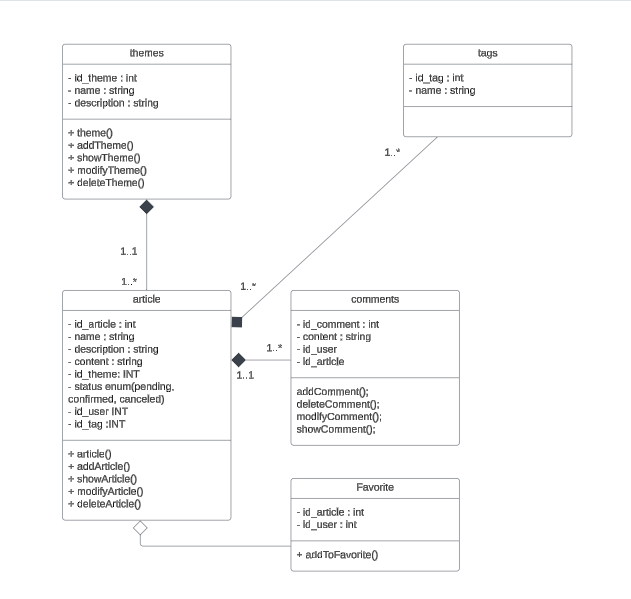 themes
- id_theme : int
- name : string
- description : string
+ theme()
+ addTheme()
+ showTheme()
+ modifyTheme()
+ deleteTheme()
tags
- id_tag : int
- name : string
1..*
1..1
1..*
1..*
article
- id_article : int
- name : string
- description : string
- content : string
- id_theme: INT
- status enum(pending,
confirmed, canceled)
- id_user INT
- id_tag :INT
+ article()
+ addArticle()
+ showArticle()
+ modifyArticle()
+ deleteArticle()
1..*
1..1
comments
- id_comment : int
- content : string
- id_user
- id_article
addComment();
deleteComment();
modifyComment();
showComment();
Favorite
- id_article : int
- id_user : int
+ addToFavorite()